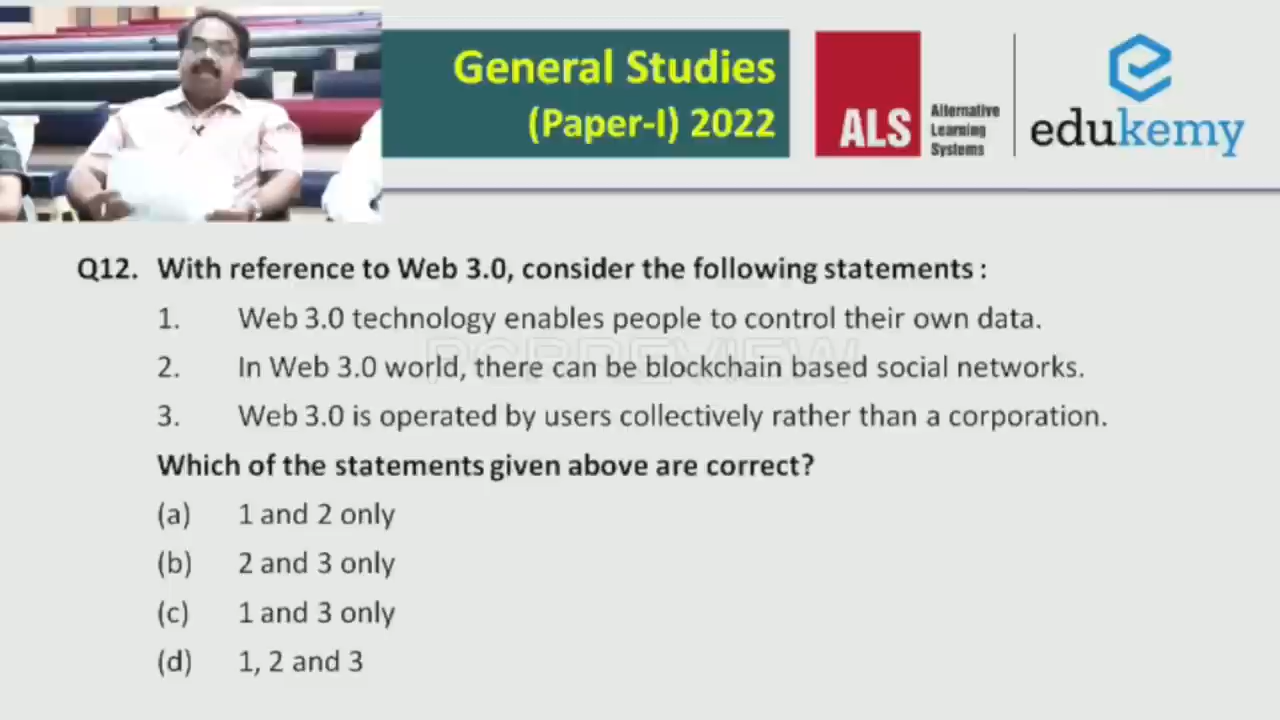 General Studies
(Paper-I) 2022
ALS
Alternative
Learning
Systems
edukemy
Q12. With reference to Web 3.0, consider the following statements :
1. Web 3.0 technology enables people to control their own data.
2. In Web 3.0 world, there can be blockchain based social networks.
3. Web 3.0 is operated by users collectively rather than a corporation.
Which of the statements given above are correct?
(a) 1 and 2 only
(b) 2 and 3 only
(c) 1 and 3 only
(d) 1, 2 and 3